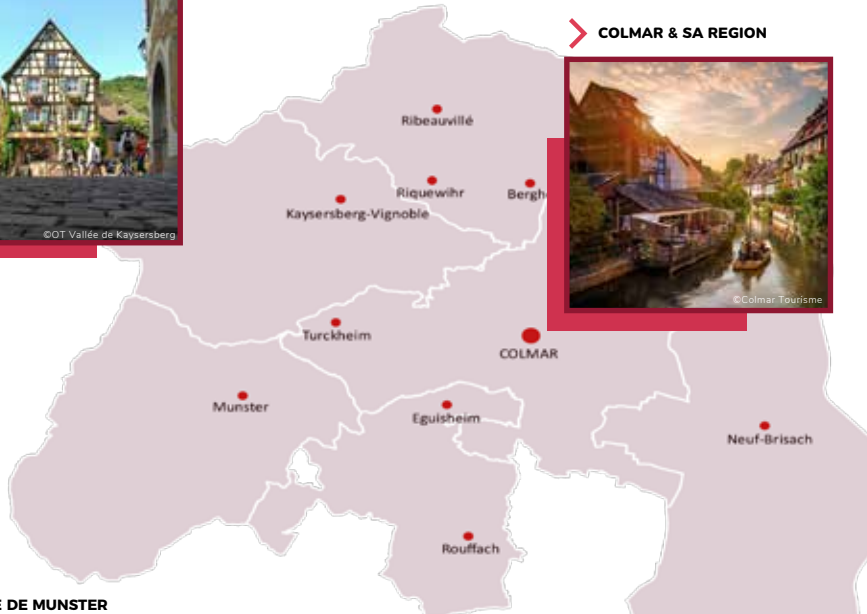 COLMAR & SA REGION
Ribeauvillé
Riquewihr
Kaysersberg-Vignoble
©OT Vallée de Kaysersberg
©Colmar Tourisme
Turckheim
COLMAR
Munster
Eguisheim
Neuf-Brisach
Rouffach
DE MUNSTER